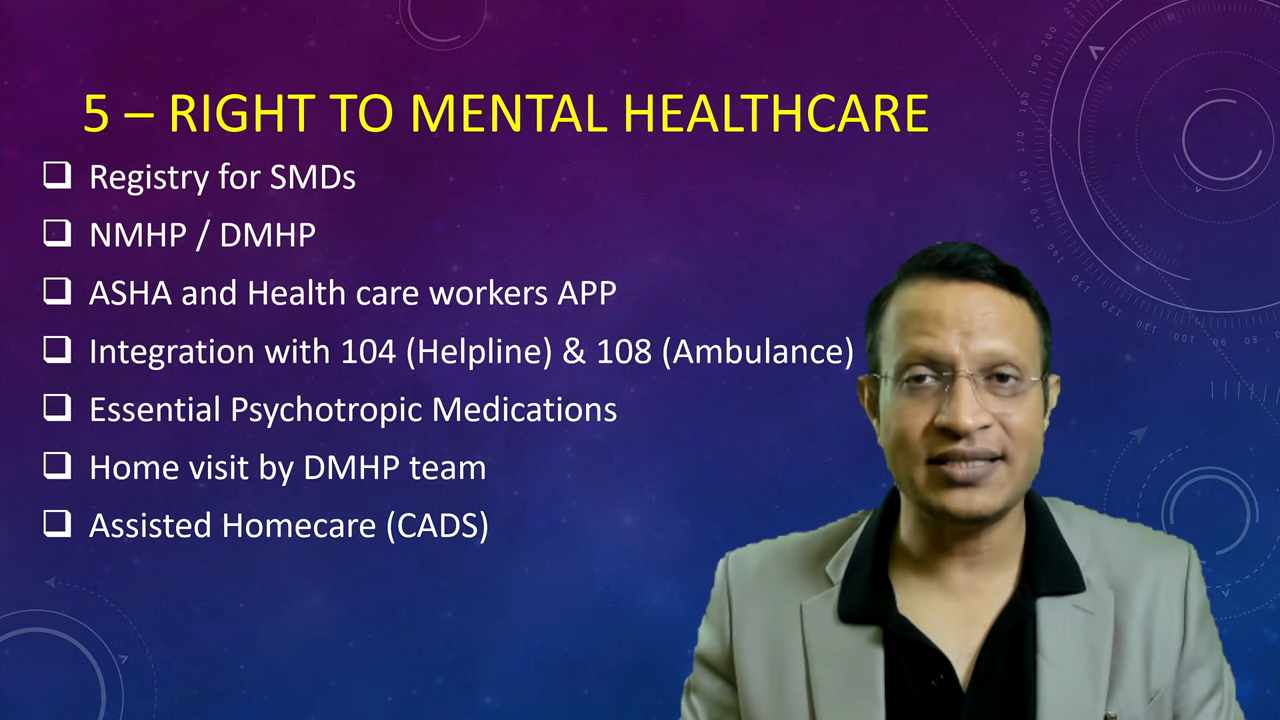 5 – RIGHT TO MENTAL HEALTHCARE
Registry for SMDs
NMHP / DMHP
ASHA and Health care workers APP
Integration with 104 (Helpline) & 108 (Ambulance)
Essential Psychotropic Medications
Home visit by DMHP team
Assisted Homecare (CADS)